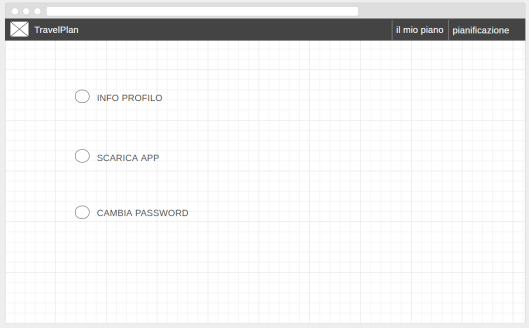 TravelPlan
il mio piano
pianificazione
INFO PROFILO
SCARICA APP
CAMBIA PASSWORD